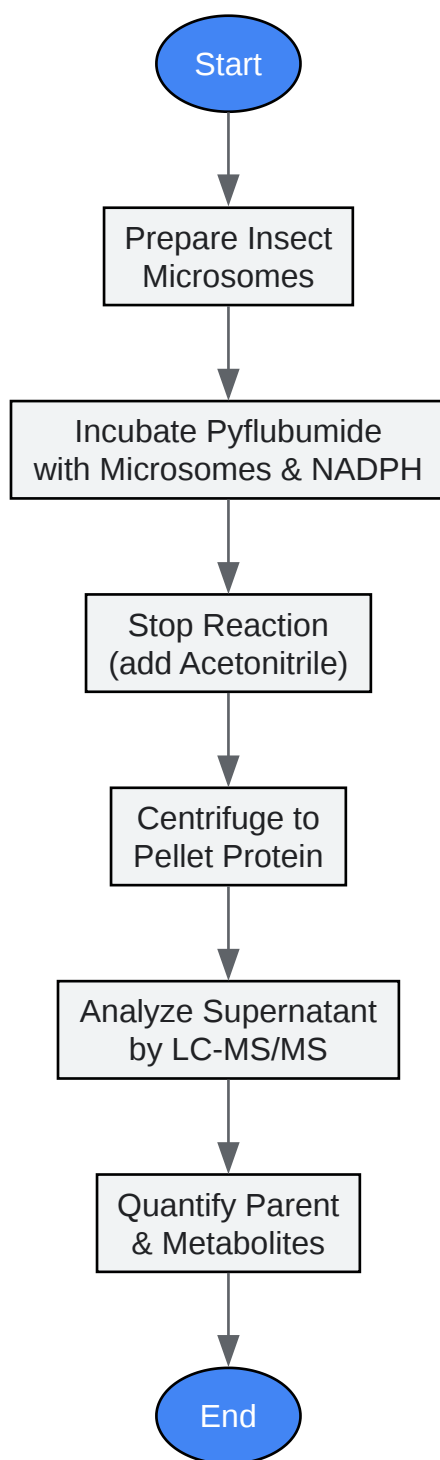 Start
Prepare Insect
Microsomes
Incubate Pyflubumide
with Microsomes & NADPH
Stop Reaction
(add Acetonitrile)
Centrifuge to
Pellet Protein
Analyze Supernatant
by LC-MS/MS
Quantify Parent
& Metabolites
End